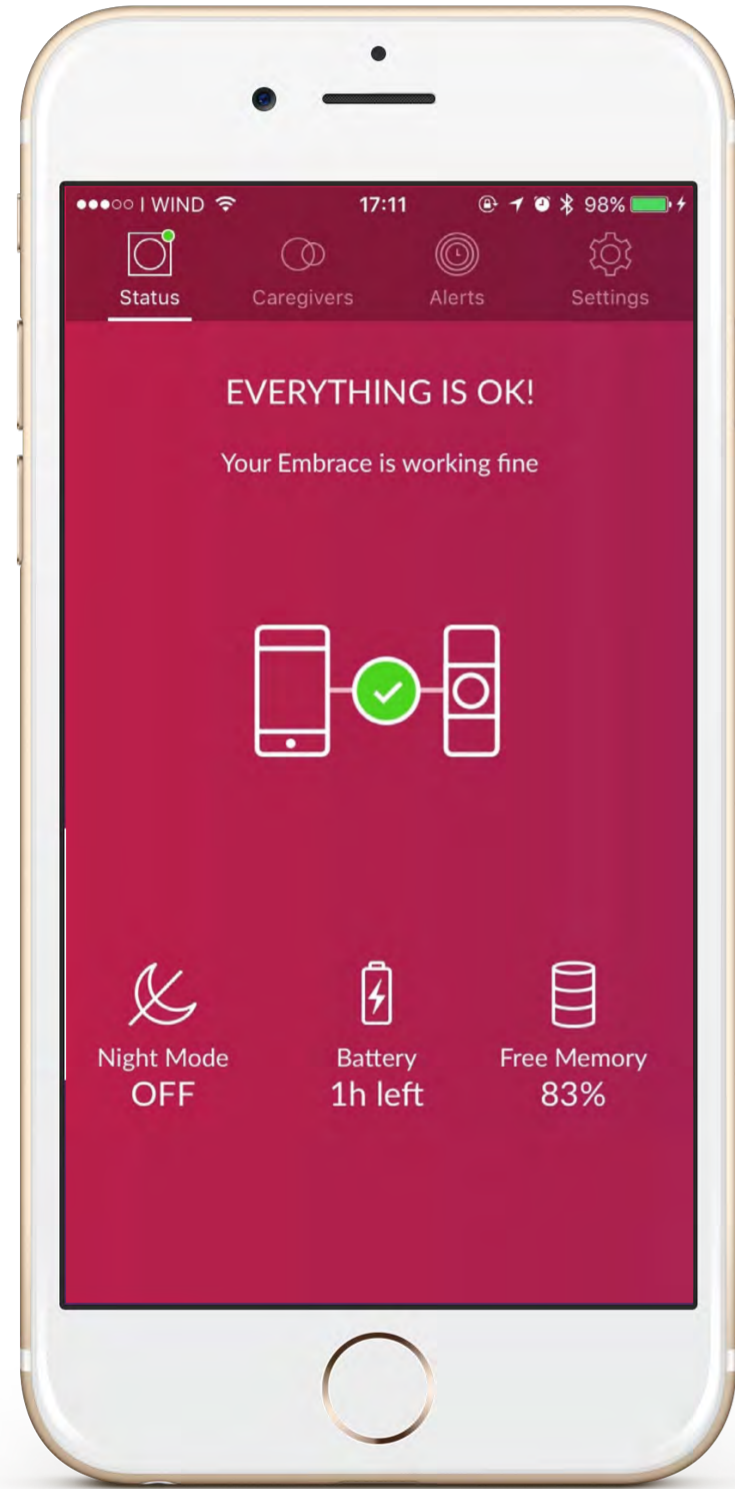 I WIND 17:11 98%
Status Caregivers Alerts Settings
EVERYTHING IS OK!
Your Embrace is working fine
Night Mode Battery Free Memory
OFF 1h left 83%